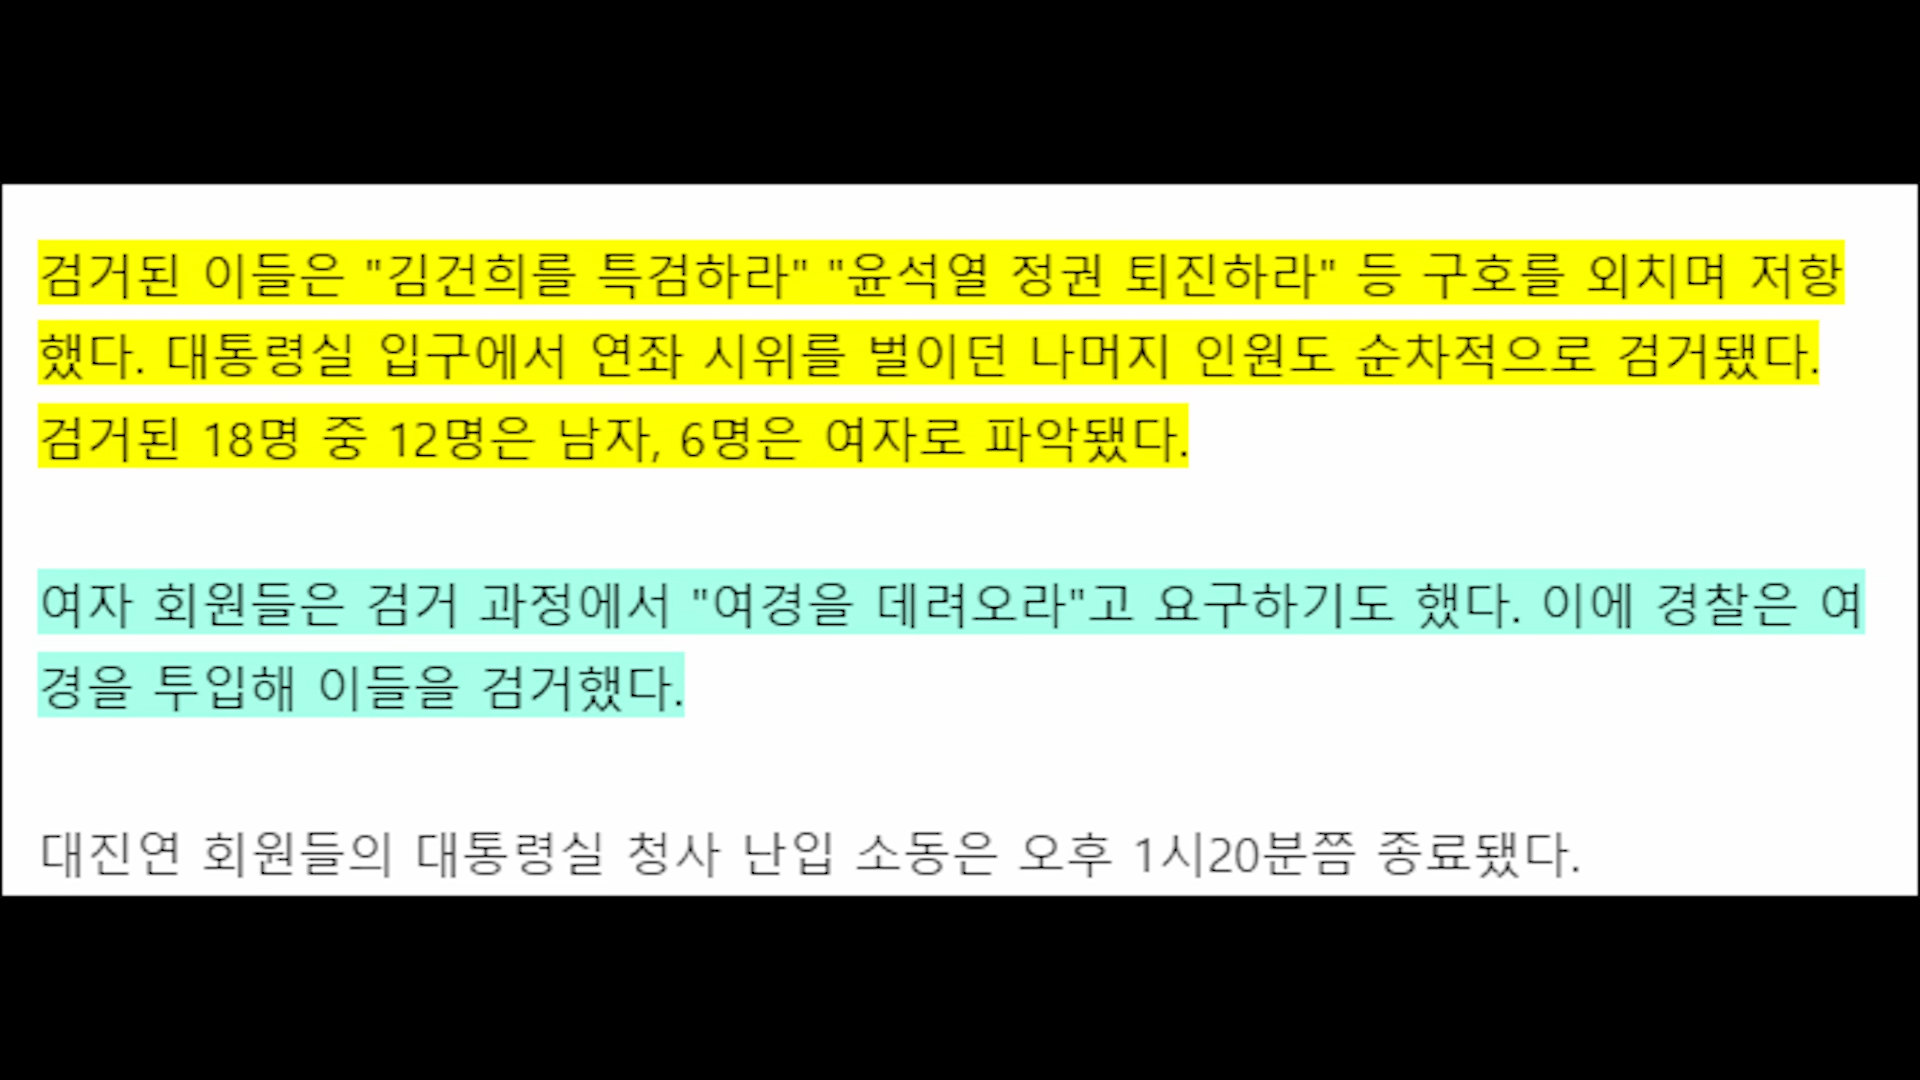 검거된 이들은 "김건희를 특검하라" "윤석열 정권 퇴진하라" 등 구호를 외치며 저항
했다. 대통령실 입구에서 연좌 시위를 벌이던 나머지 인원도 순차적으로 검거됐다.
검거된 18명 중 12명은 남자, 6명은 여자로 파악됐다.
여자 회원들은 검거 과정에서 "여경을 데려오라"고 요구하기도 했다. 이에 경찰은 여
경을 투입해 이들을 검거했다.
대진연 회원들의 대통령실 청사 난입 소동은 오후 1시20분쯤 종료됐다.